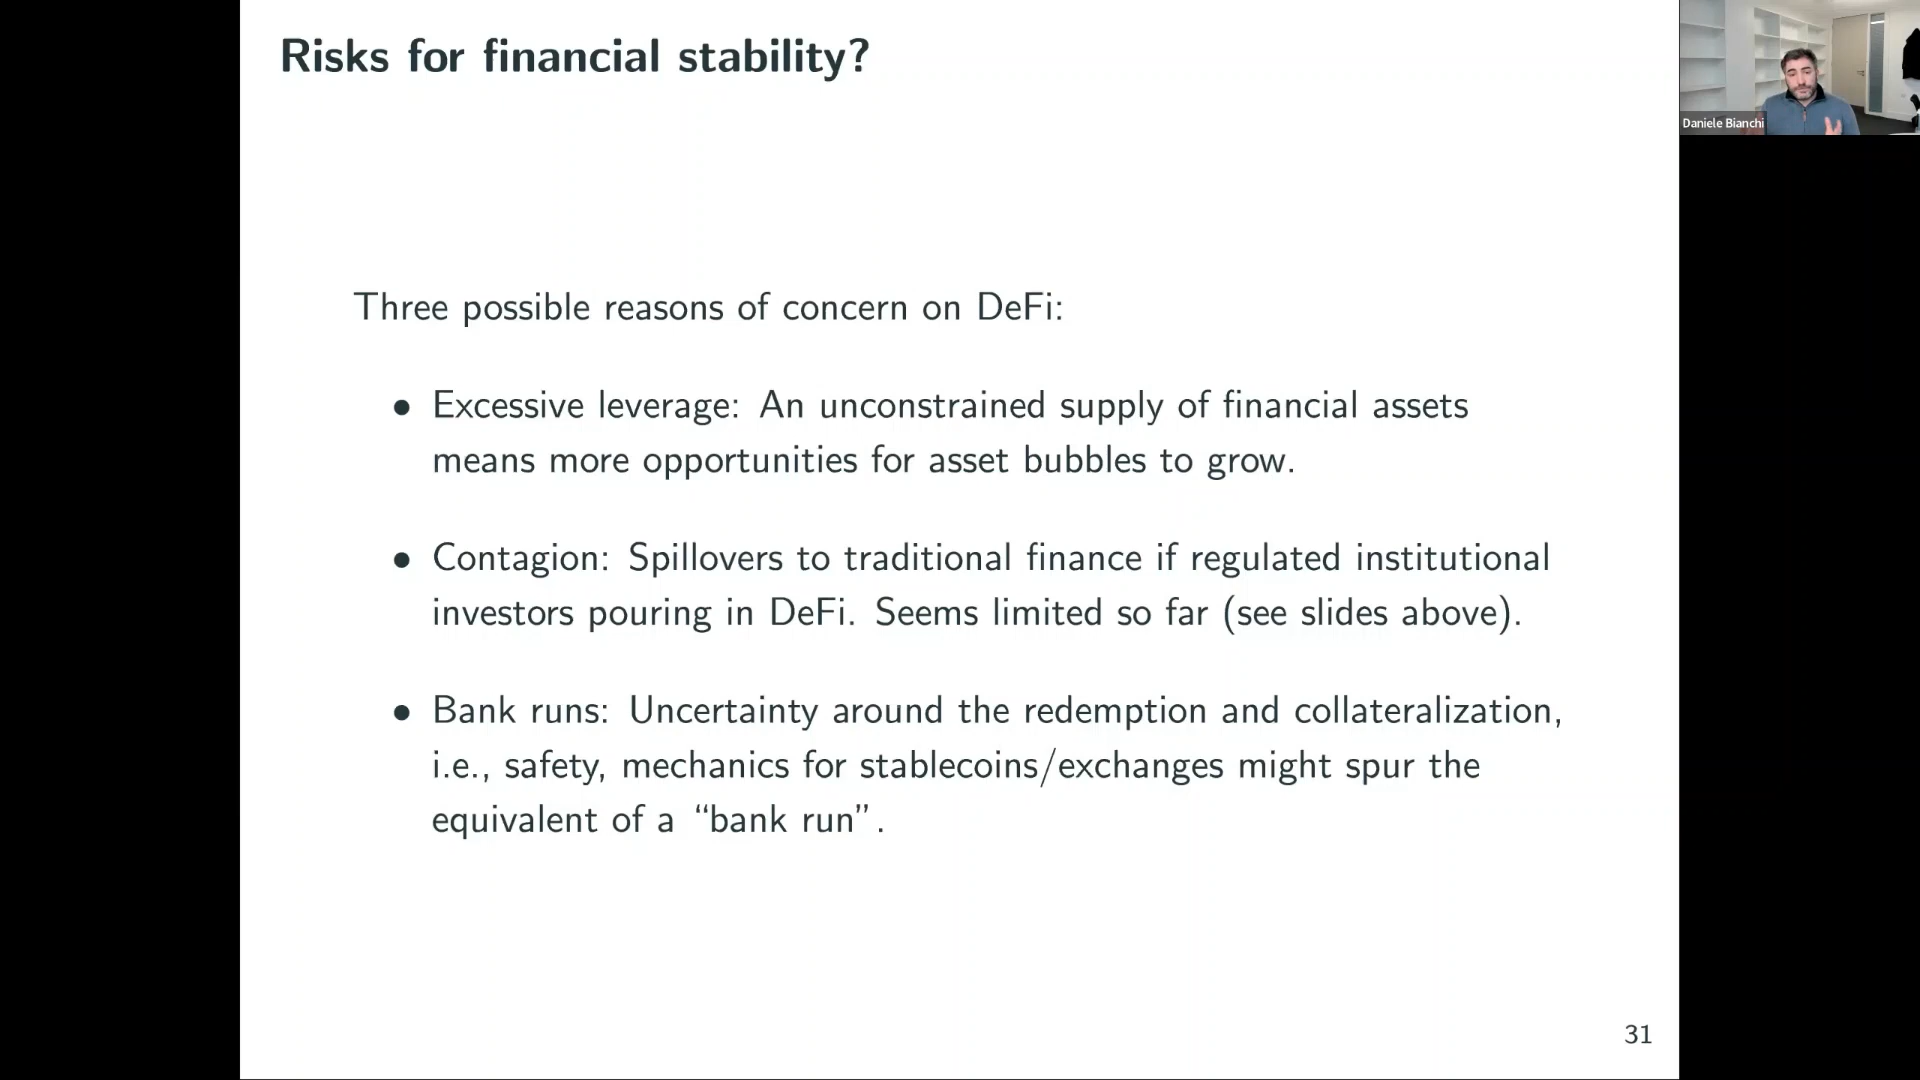 Risks for financial stability?
Daniele Bianchi
Three possible reasons of concern on DeFi:
• Excessive leverage: An unconstrained supply of financial assets
means more opportunities for asset bubbles to grow.
• Contagion: Spillovers to traditional finance if regulated institutional
investors pouring in DeFi. Seems limited so far (see slides above).
• Bank runs: Uncertainty around the redemption and collateralization,
i.e., safety, mechanics for stablecoins/exchanges might spur the
equivalent of a “bank run”.
31